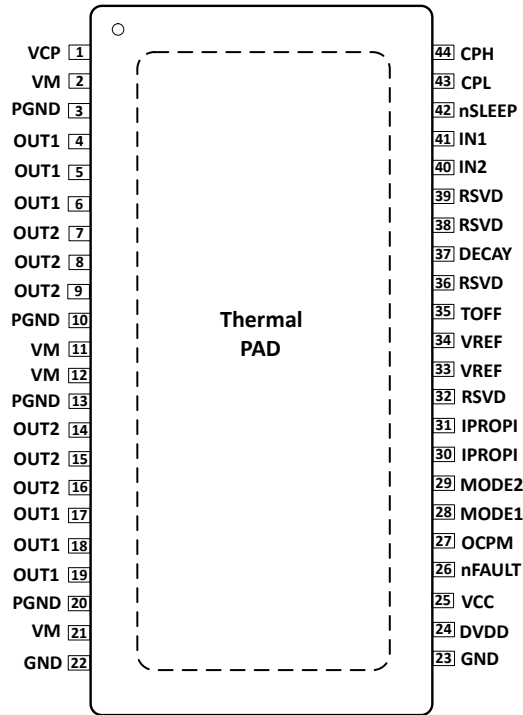 VCP 1
VM 2
PGND 3
OUT1 4
OUT1 5
OUT1 6
OUT2 7
OUT2 8
OUT2 9
PGND 10
VM 11
VM 12
PGND 13
OUT2 14
OUT2 15
OUT2 16
OUT1 17
OUT1 18
OUT1 19
PGND 20
VM 21
GND 22
Thermal
PAD
44 CPH
43 CPL
42 nSLEEP
41 IN1
40 IN2
39 RSVD
38 RSVD
37 DECAY
36 RSVD
35 TOFF
34 VREF
33 VREF
32 RSVD
31 IPROPI
30 IPROPI
29 MODE2
28 MODE1
27 OCPM
26 nFAULT
25 VCC
24 DVDD
23 GND